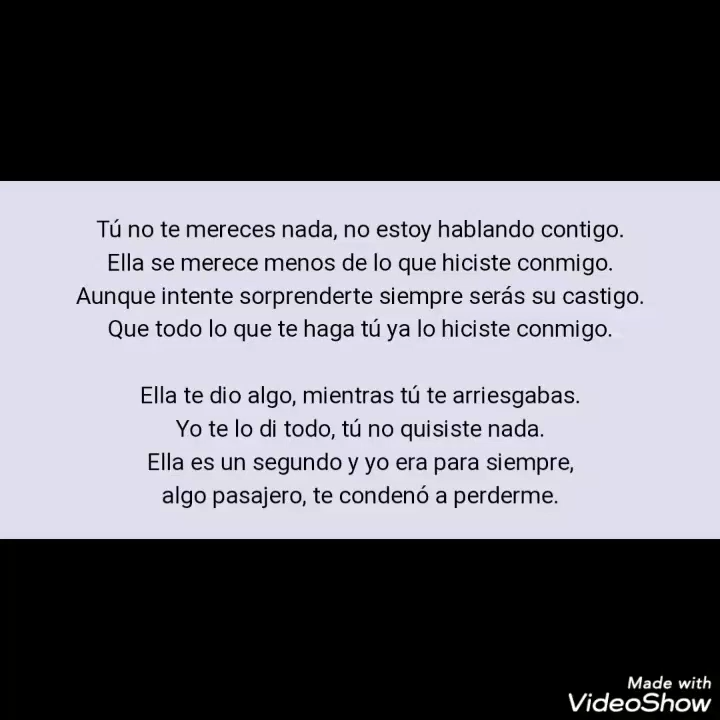 Tú no te mereces nada, no estoy hablando contigo.
Ella se merece menos de lo que hiciste conmigo.
Aunque intente sorprenderte siempre serás su castigo.
Que todo lo que te haga tú ya lo hiciste conmigo.
Ella te dio algo, mientras tú te arriesgabas.
Yo te lo di todo, tú no quisiste nada.
Ella es un segundo y yo era para siempre,
algo pasajero, te condenó a perderme.
Made with
VideoShow